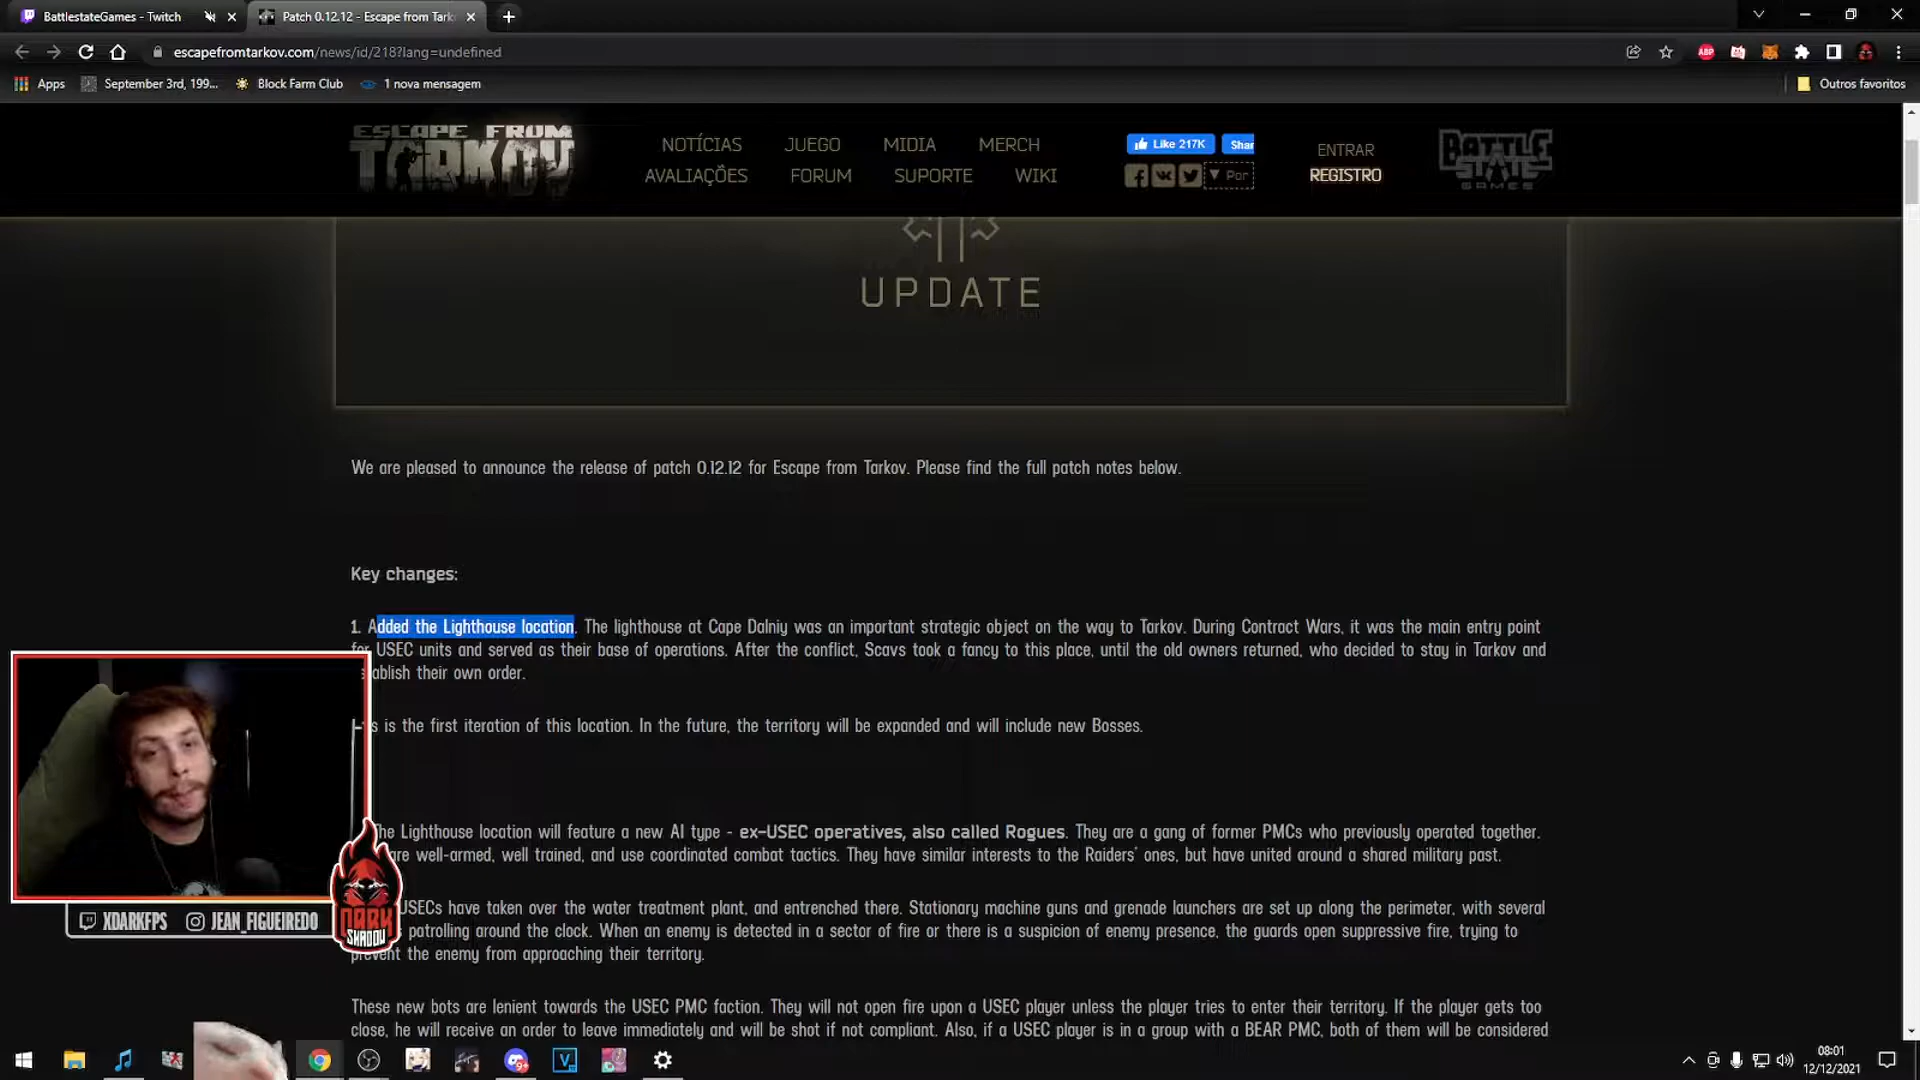 BattlestateGames - Twitch
Patch 0.12.12 - Escape from Tark
escapefromtarkov.com/news/id/218?lang=undefined
ABP
Apps
September 3rd, 199...
Block Farm Club
1 nova mensagem
Outros favoritos
ESCAPE FROM
TARKOV
NOTÍCIAS
JUEGO
MIDIA
MERCH
AVALIAÇÕES
FORUM
SUPORTE
WIKI
Like 217K
Shar
Por
ENTRAR
REGISTRO
BATTLE
STATE
GAMES
UPDATE
We are pleased to announce the release of patch 0.12.12 for Escape from Tarkov. Please find the full patch notes below.
Key changes:
1. Added the Lighthouse location. The lighthouse at Cape Dalniy was an important strategic object on the way to Tarkov. During Contract Wars, it was the main entry point
for USEC units and served as their base of operations. After the conflict, Scavs took a fancy to this place, until the old owners returned, who decided to stay in Tarkov and
ablish their own order.
s is the first iteration of this location. In the future, the territory will be expanded and will include new Bosses.
The Lighthouse location will feature a new AI type - ex-USEC operatives, also called Rogues. They are a gang of former PMCs who previously operated together.
are well-armed, well trained, and use coordinated combat tactics. They have similar interests to the Raiders' ones, but have united around a shared military past.
USECs have taken over the water treatment plant, and entrenched there. Stationary machine guns and grenade launchers are set up along the perimeter, with several
patrolling around the clock. When an enemy is detected in a sector of fire or there is a suspicion of enemy presence, the guards open suppressive fire, trying to
prevent the enemy from approaching their territory.
These new bots are lenient towards the USEC PMC faction. They will not open fire upon a USEC player unless the player tries to enter their territory. If the player gets too
close, he will receive an order to leave immediately and will be shot if not compliant. Also, if a USEC player is in a group with a BEAR PMC, both of them will be considered
XDARKFPS
JEAN_FIGUEIREDO
DARK
SHADOW
9+
V
08:01
12/12/2021